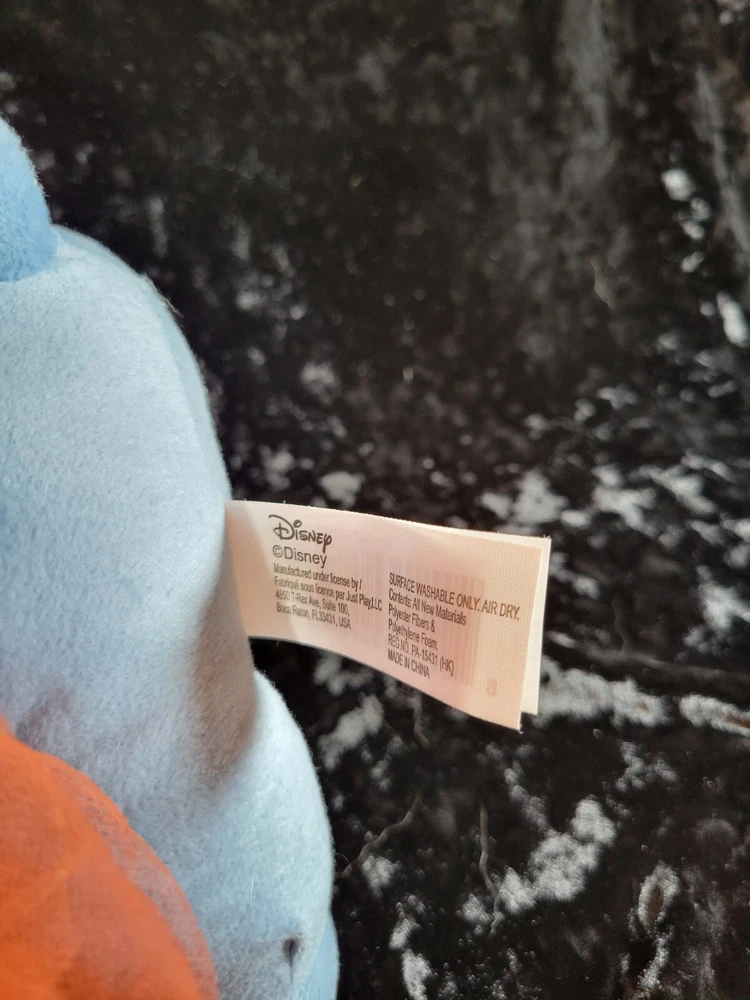 Disney
©Disney
Manufactured under license by /
Fabriqué sous licence par Just Play,LLC
4850 T-Rex Ave, Suite 100,
Boca Raton, FL33431, USA
SURFACE WASHABLE ONLY. AIR DRY.
Contents: All New Materials
Polyester Fibers &
Polyethylene Foam.
REG NO. PA-15431 (HK)
MADE IN CHINA